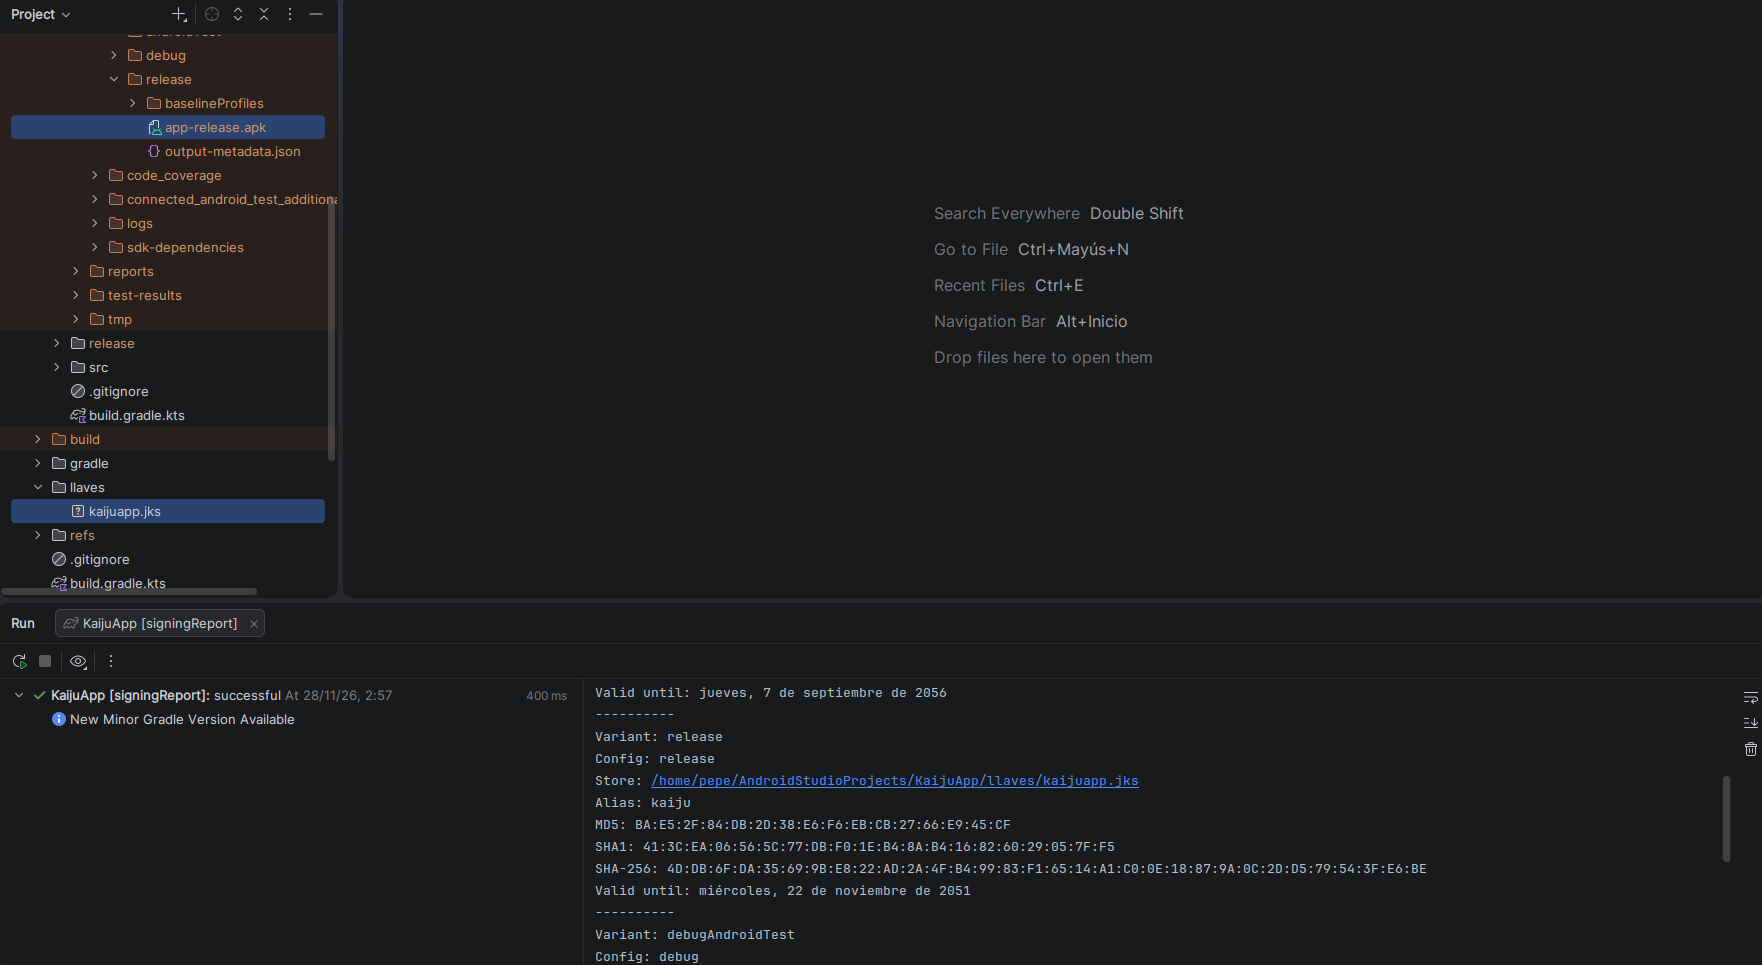 Project
debug
release
baselineProfiles
app-release.apk
output-metadata.json
code_coverage
connected_android_test_additiona
logs
sdk-dependencies
reports
test-results
tmp
release
src
.gitignore
build.gradle.kts
build
gradle
llaves
kaijuapp.jks
refs
.gitignore
build.gradle.kts
Search Everywhere Double Shift
Go to File Ctrl+Mayús+N
Recent Files Ctrl+E
Navigation Bar Alt+Inicio
Drop files here to open them
Run KaijuApp [signingReport]
KaijuApp [signingReport]: successful At 28/11/26, 2:57 400 ms
New Minor Gradle Version Available
Valid until: jueves, 7 de septiembre de 2056
----------
Variant: release
Config: release
Store: /home/pepe/AndroidStudioProjects/KaijuApp/llaves/kaijuapp.jks
Alias: kaiju
MD5: BA:E5:2F:84:DB:2D:38:E6:F6:EB:CB:27:66:E9:45:CF
SHA1: 41:3C:EA:06:56:5C:77:DB:F0:1E:B4:8A:B4:16:82:60:29:05:7F:F5
SHA-256: 4D:DB:6F:DA:35:69:9B:E8:22:AD:2A:4F:B4:99:83:F1:65:14:A1:C0:0E:18:87:9A:0C:2D:D5:79:54:3F:E6:BE
Valid until: miércoles, 22 de noviembre de 2051
----------
Variant: debugAndroidTest
Config: debug